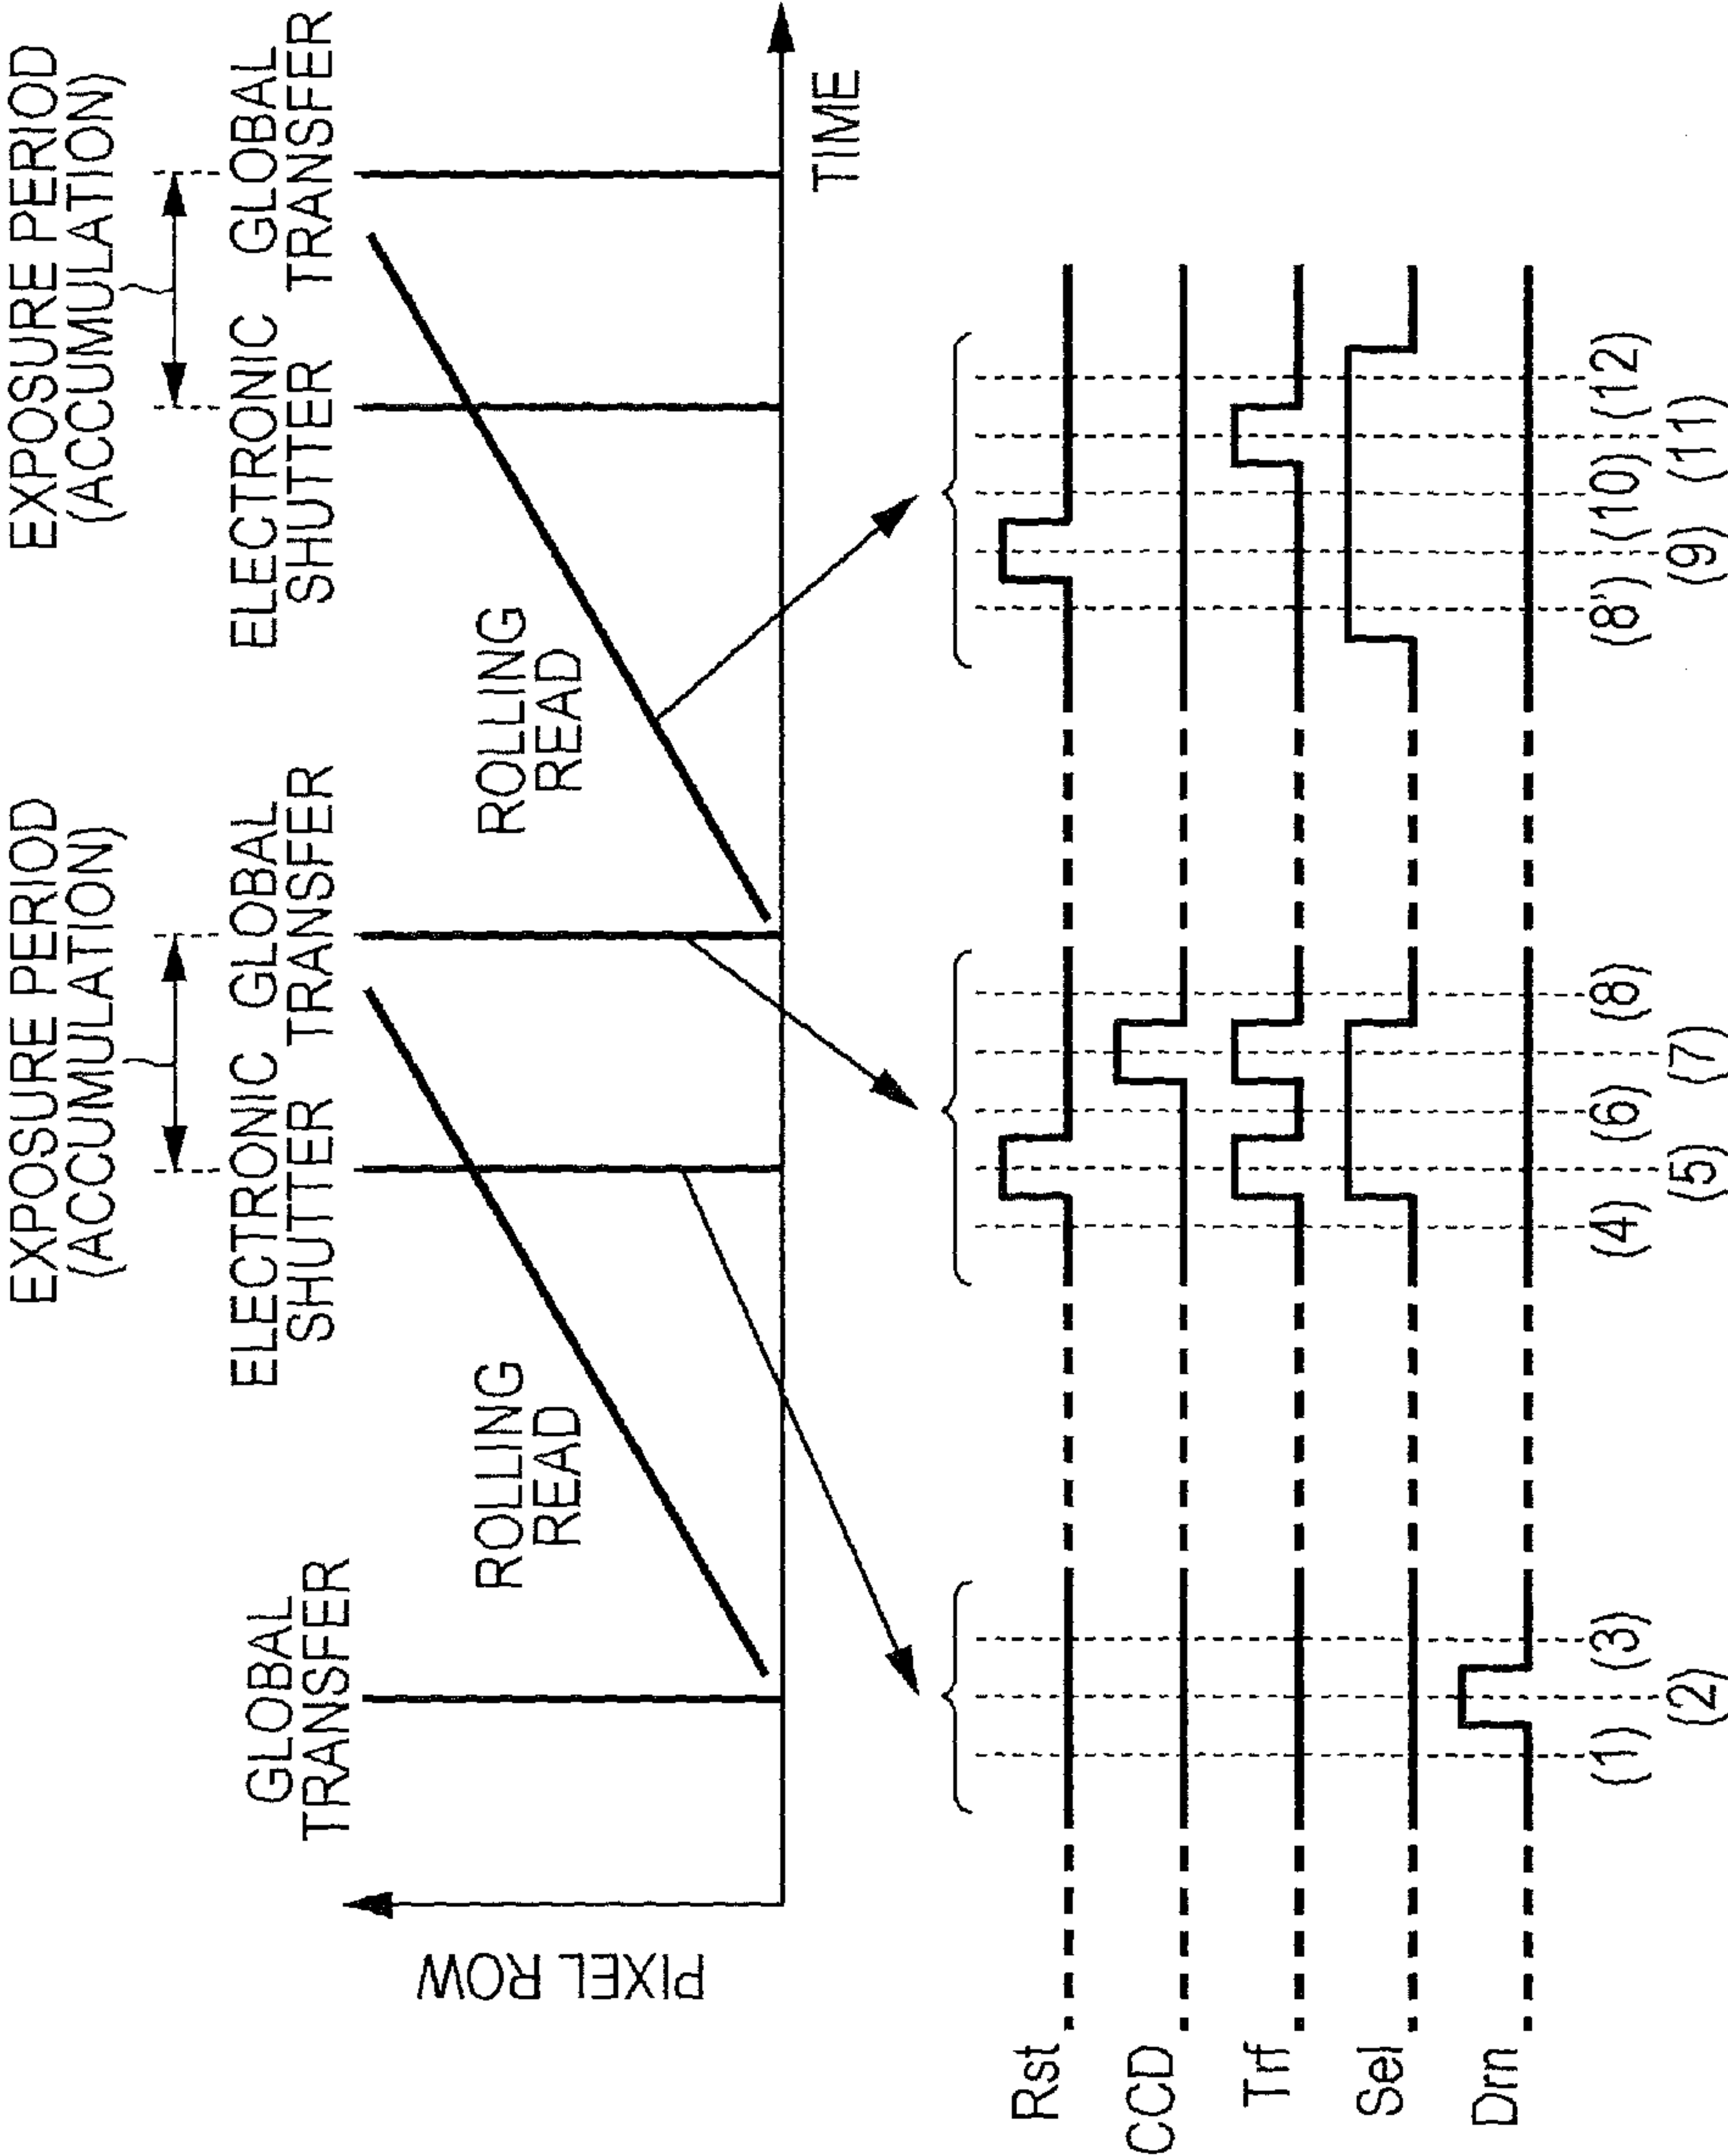 EXPOSURE PERIOD
(ACCUMULATION)
EXPOSURE PERIOD
(ACCUMULATION)
GLOBAL
TRANSFER
ELECTRONIC
SHUTTER
GLOBAL
TRANSFER
ELECTRONIC
SHUTTER
GLOBAL
TRANSFER
PIXEL ROW
ROLLING
READ
ROLLING
READ
TIME
Rst
CCD
Trf
Sel
Drn
(1)
(2)
(3)
(4)
(5)
(6)
(7)
(8)
(8')
(9)
(10)
(11)
(12)